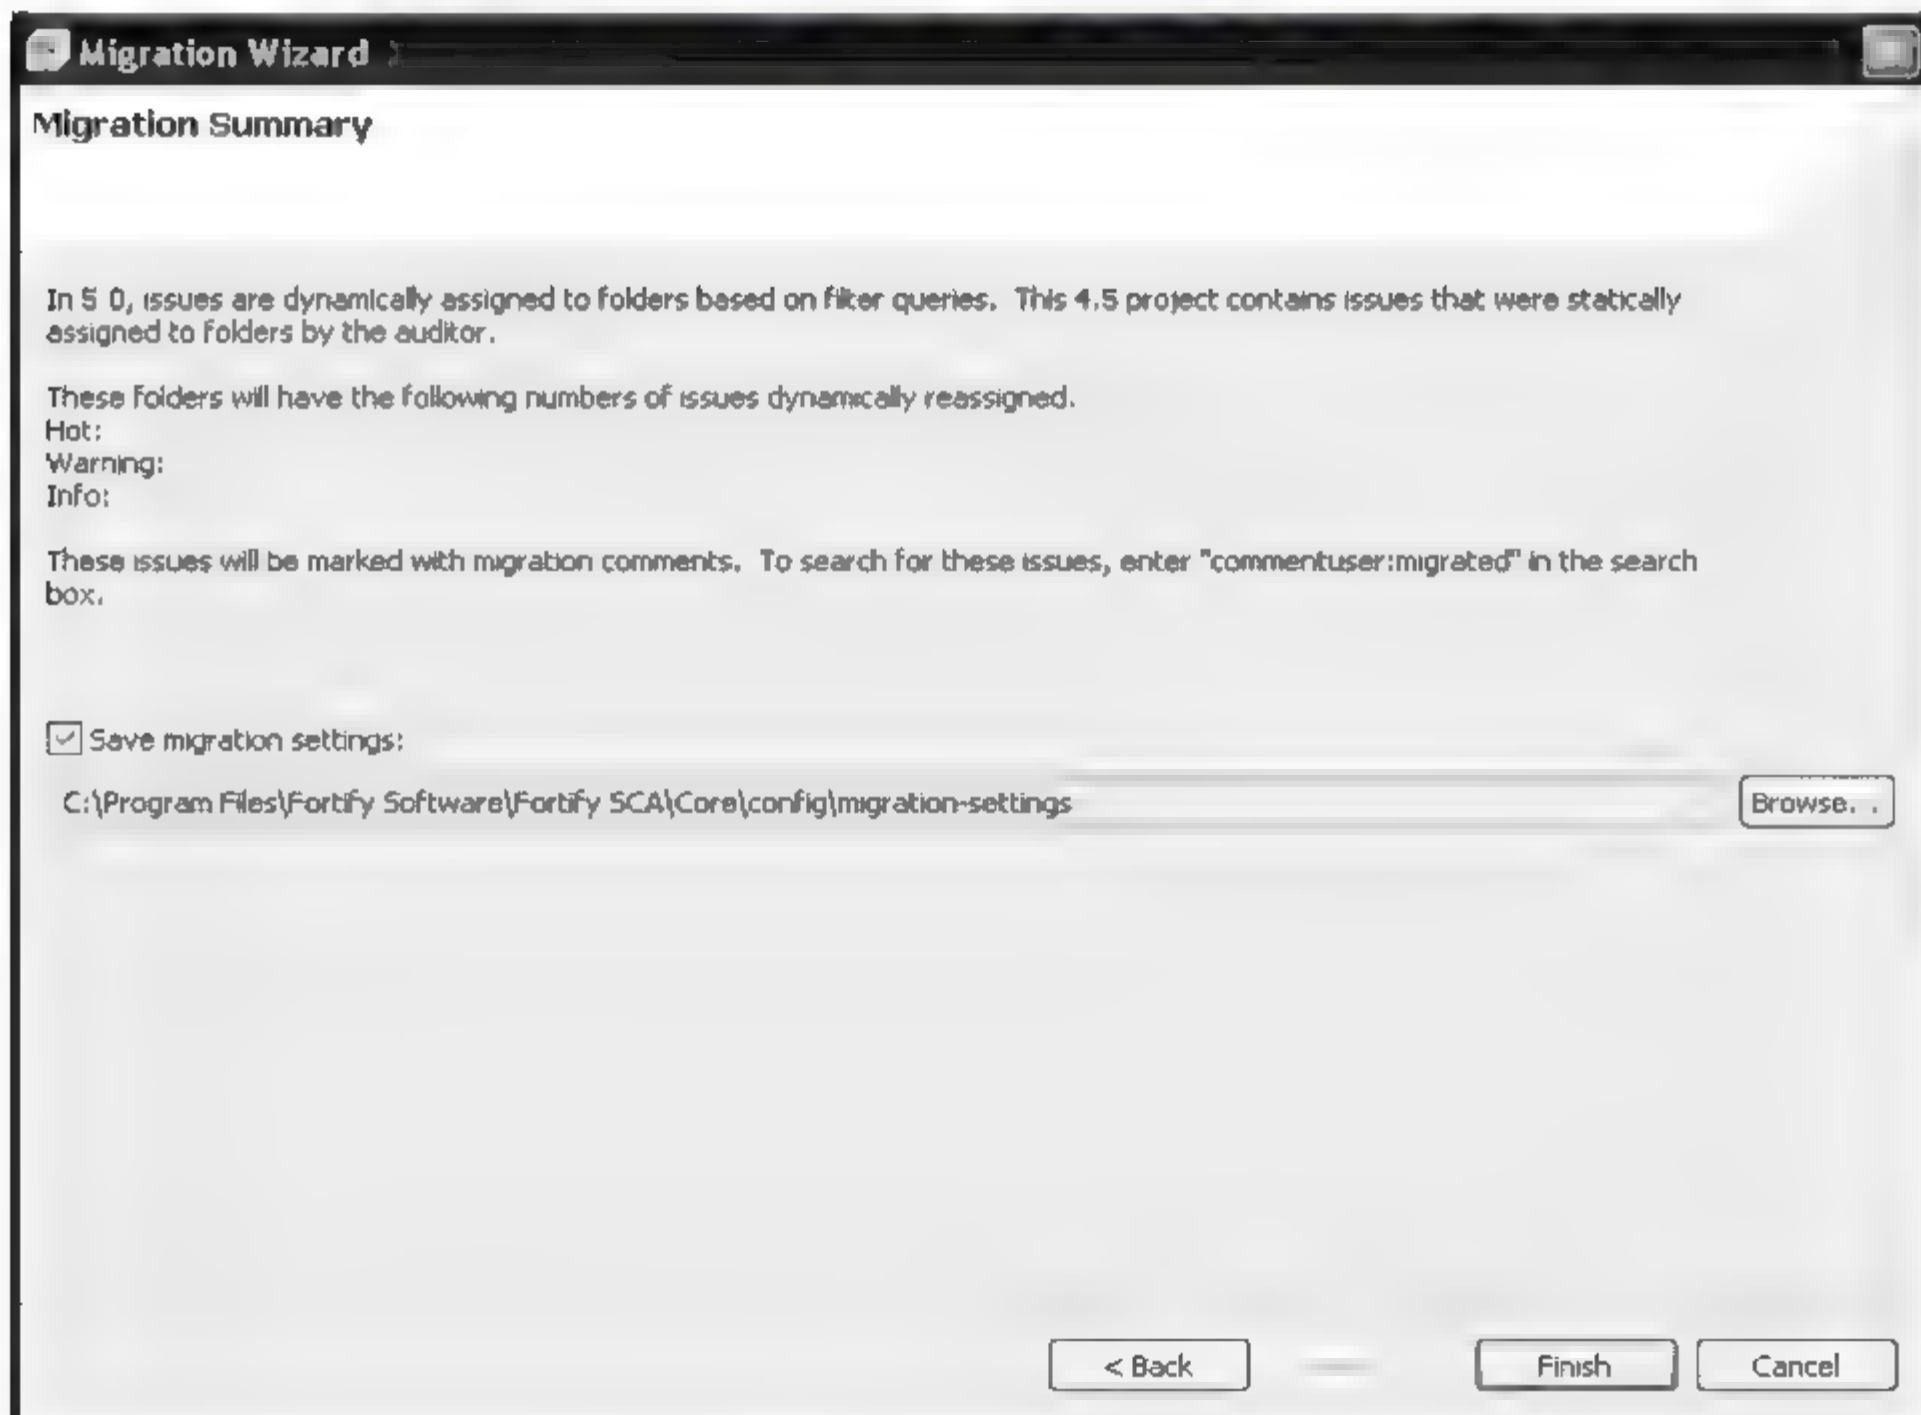 Migration Wizard
Migration Summary
In 5 0, issues are dynamically assigned to folders based on filter queries. This 4.5 project contains issues that were statically
assigned to folders by the auditor.
These folders will have the following numbers of issues dynamically reassigned.
Hot:
Warning:
Info:
These issues will be marked with migration comments. To search for these issues, enter "commentuser:migrated" in the search
box.
Save migration settings:
C:\Program Files\Fortify Software\Fortify SCA\Core\config\migration-settings
Browse. .
< Back
Finish
Cancel